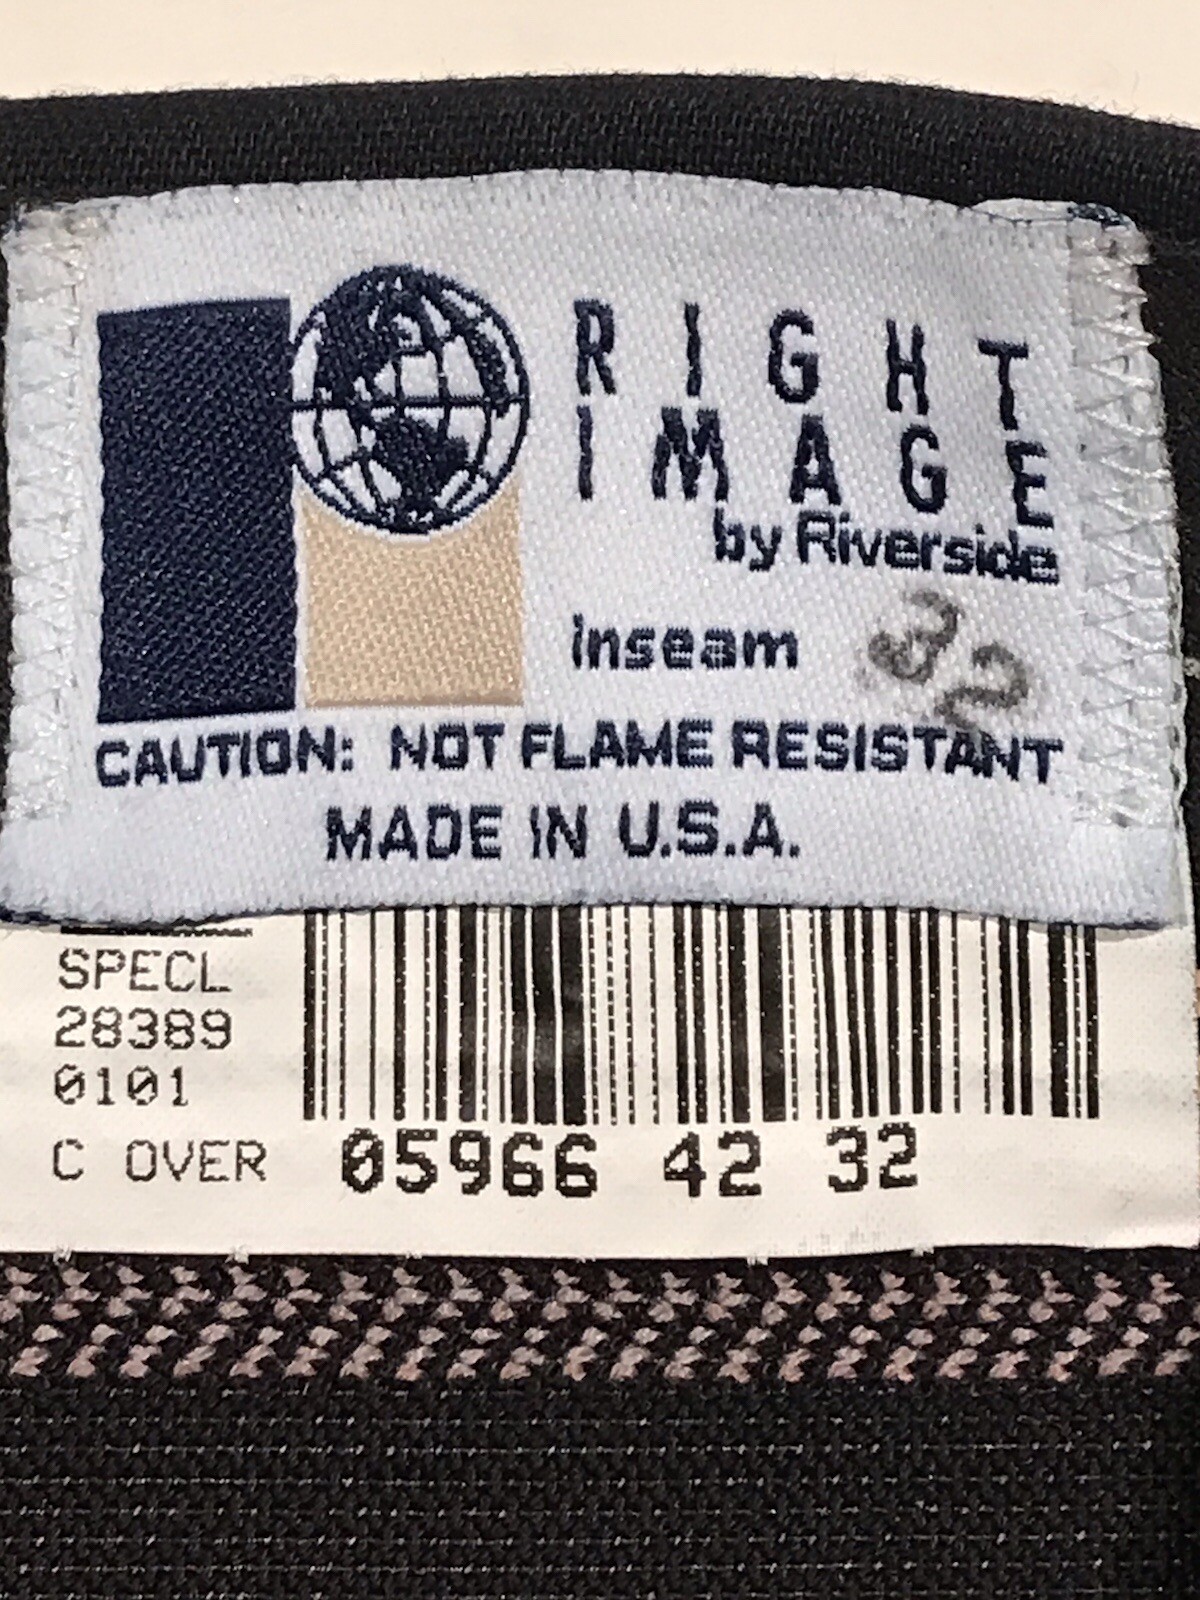 RIGHT
IMAGE
by Riverside
Inseam 32
CAUTION: NOT FLAME RESISTANT
MADE IN U.S.A.
SPECL
28389
0101
C OVER 05966 42 32